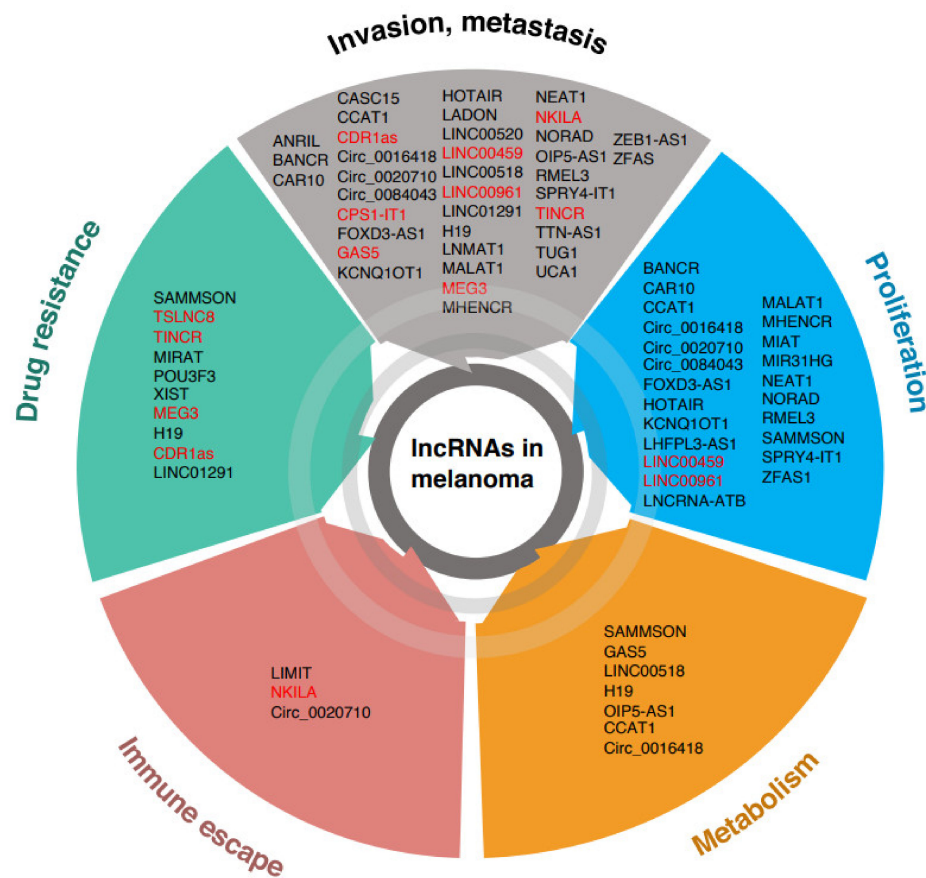 Invasion, metastasis
ANRIL
BANCR
CAR10
CASC15
CCAT1
CDR1as
Circ_0016418
Circ_0020710
Circ_0084043
CPS1-IT1
FOXD3-AS1
GAS5
KCNQ1OT1
HOTAIR
LADON
LINC00520
LINC00459
LINC00518
LINC00961
LINC01291
H19
LNMAT1
MALAT1
MEG3
MHENCR
NEAT1
NKILA
NORAD
OIP5-AS1
RMEL3
SPRY4-IT1
TINCR
TTN-AS1
TUG1
UCA1
ZEB1-AS1
ZFAS
Proliferation
BANCR
CAR10
CCAT1
Circ_0016418
Circ_0020710
Circ_0084043
FOXD3-AS1
HOTAIR
KCNQ1OT1
LHFPL3-AS1
LINC00459
LINC00961
LNCRNA-ATB
MALAT1
MHENCR
MIAT
MIR31HG
NEAT1
NORAD
RMEL3
SAMMSON
SPRY4-IT1
ZFAS1
Metabolism
SAMMSON
GAS5
LINC00518
H19
OIP5-AS1
CCAT1
Circ_0016418
Immune escape
LIMIT
NKILA
Circ_0020710
Drug resistance
SAMMSON
TSLNC8
TINCR
MIRAT
POU3F3
XIST
MEG3
H19
CDR1as
LINC01291
lncRNAs in
melanoma